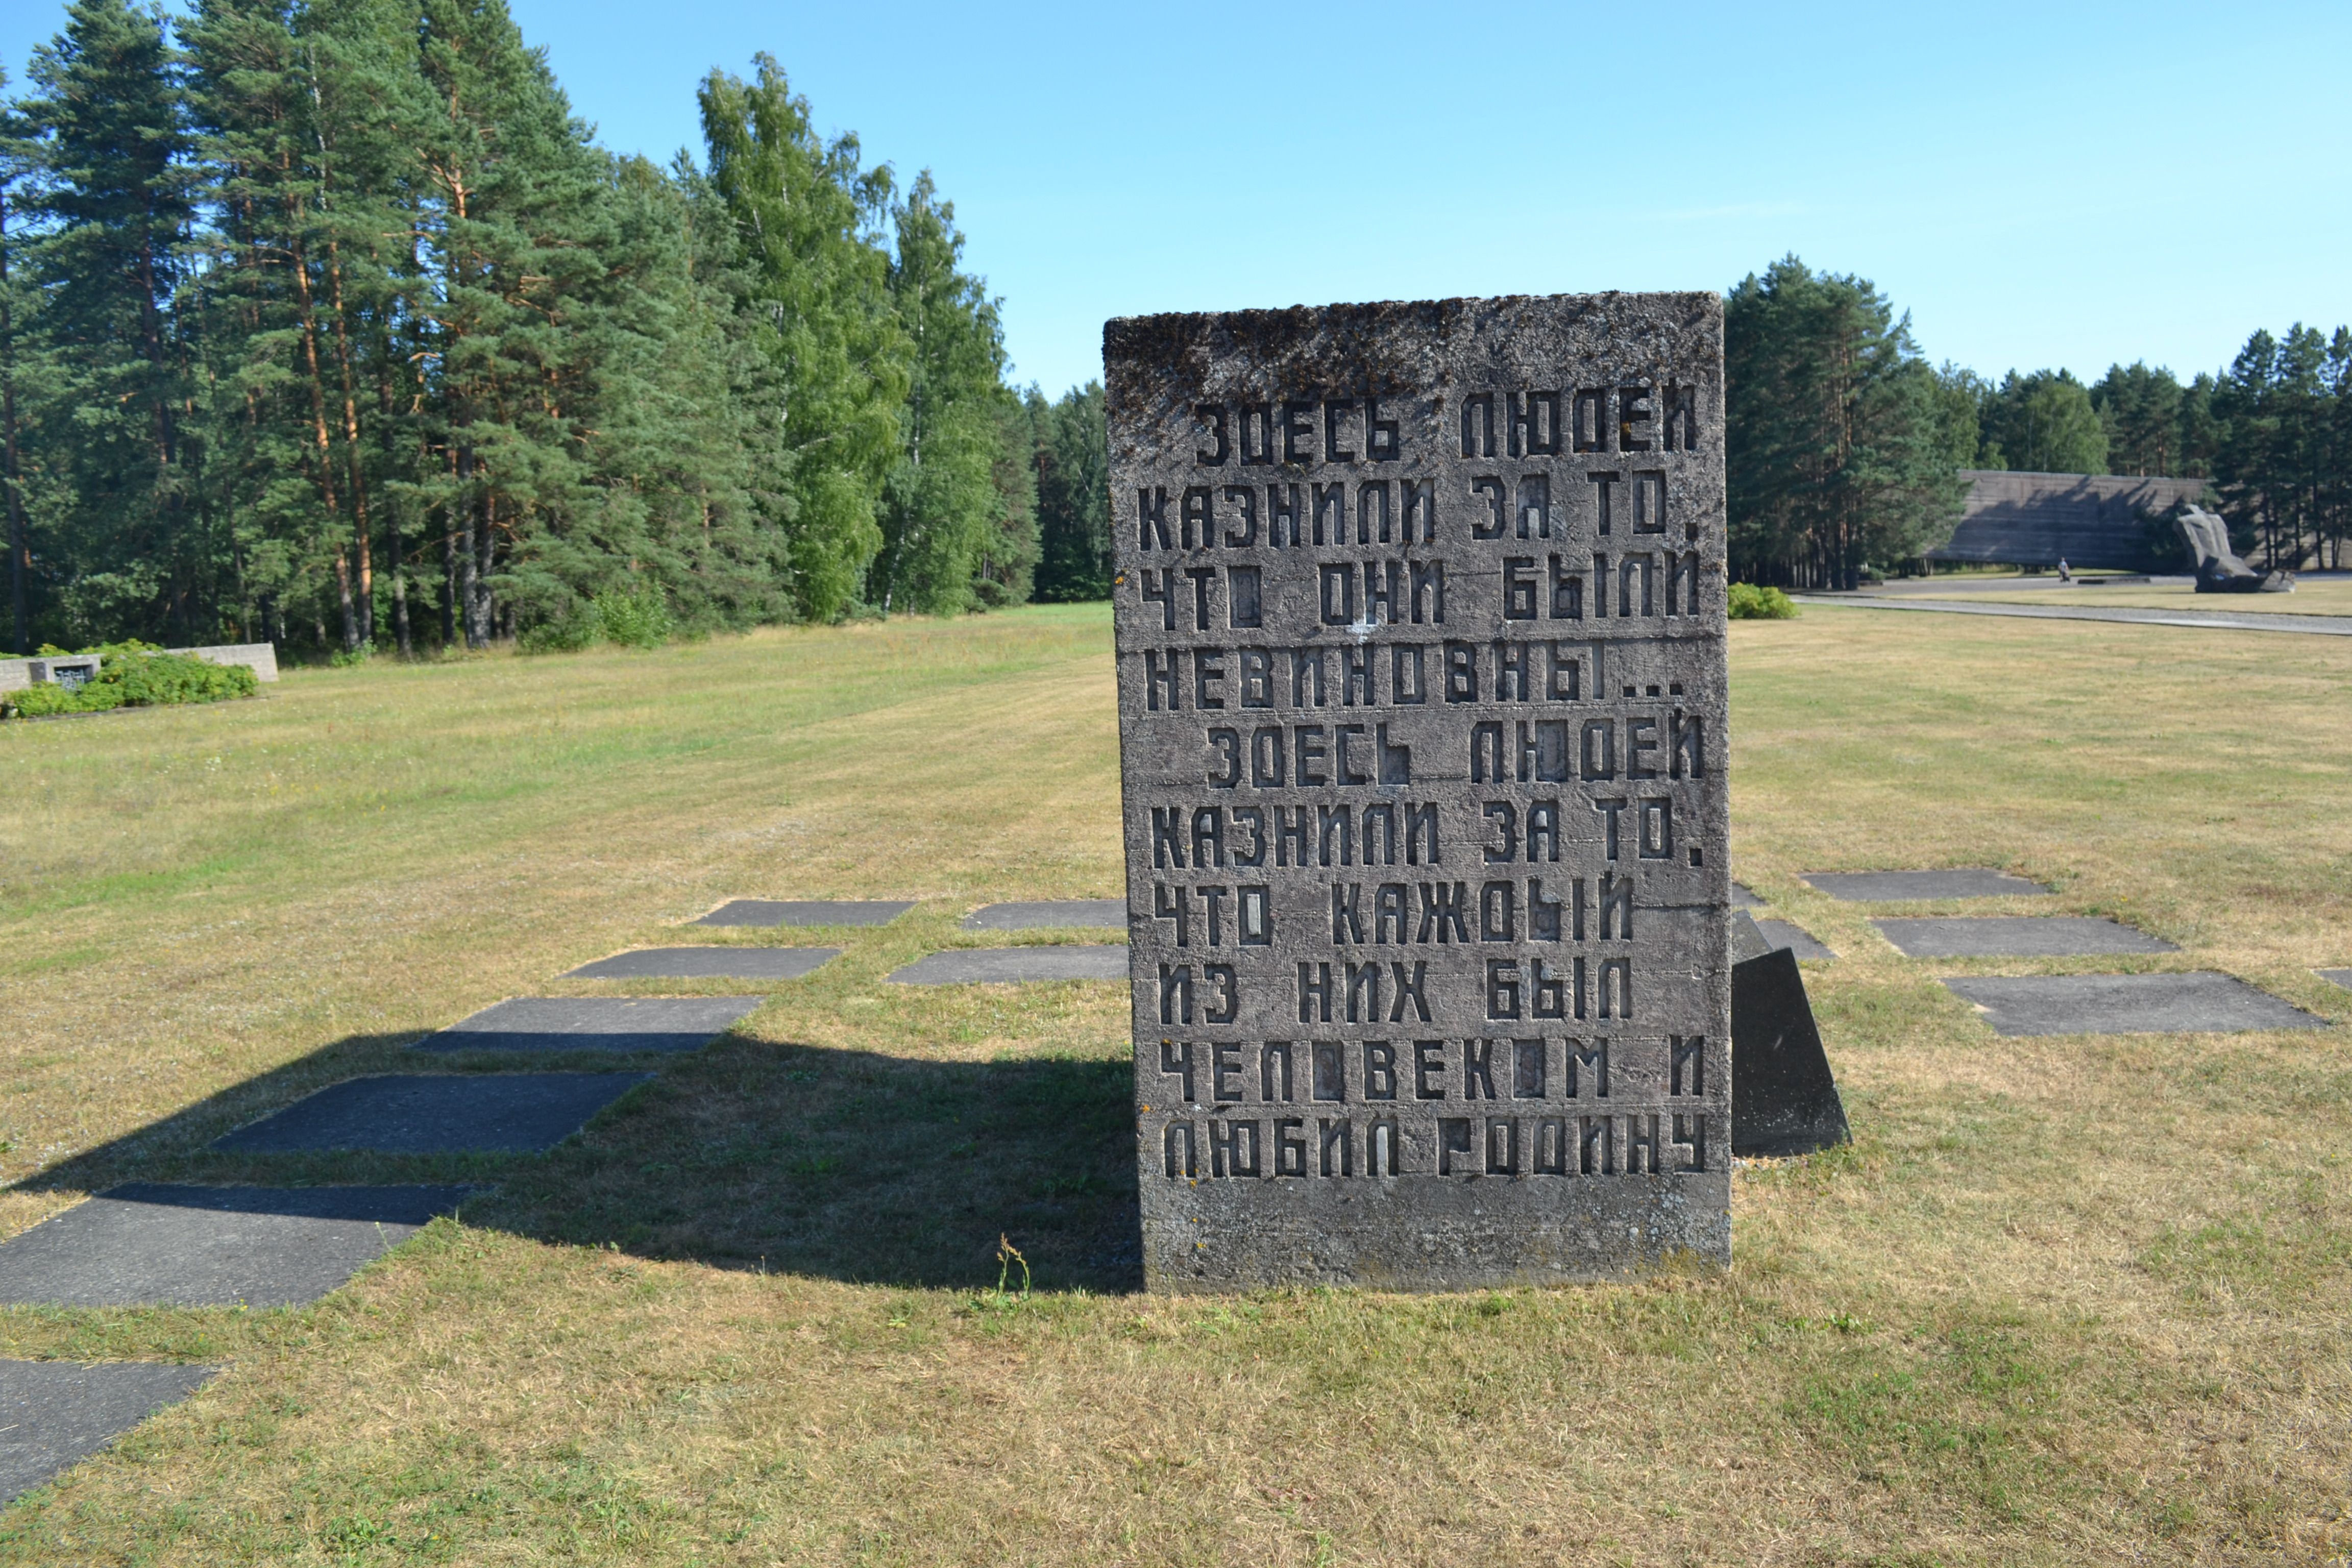 ЗДЕСЬ ЛЮДЕЙ
КАЗНИЛИ ЗА ТО,
ЧТО ОНИ БЫЛИ
НЕВИНОВНЫ...
ЗДЕСЬ ЛЮДЕЙ
КАЗНИЛИ ЗА ТО,
ЧТО КАЖДЫЙ
ИЗ НИХ БЫЛ
ЧЕЛОВЕКОМ И
ЛЮБИЛ РОДИНУ